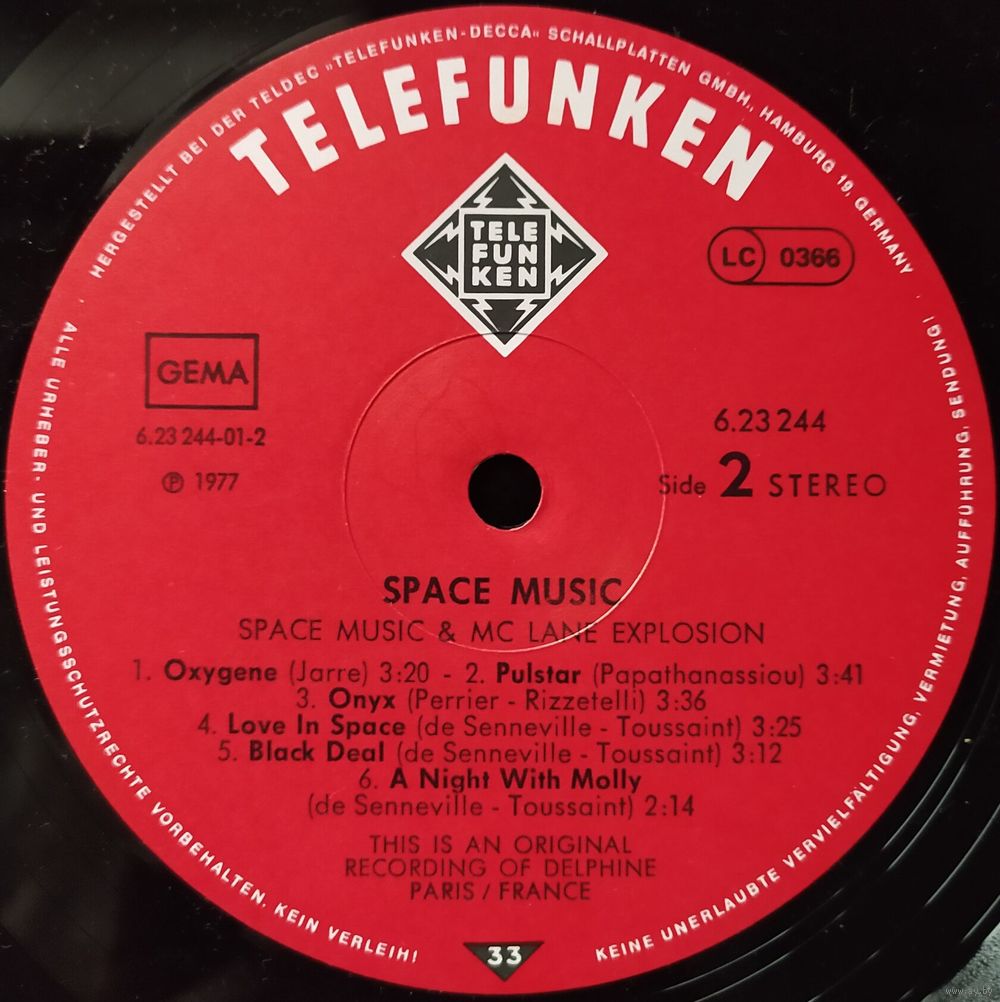 HERGESTELLT BEI DER TELDEC »TELEFUNKEN-DECCA« SCHALLPLATTEN GMBH., HAMBURG 19, GERMANY
TELEFUNKEN
TELE
FUN
KEN
LC 0366
GEMA
6.23 244-01-2
℗ 1977
6.23 244
Side 2 STEREO
SPACE MUSIC
SPACE MUSIC & MC LANE EXPLOSION
1. Oxygene (Jarre) 3:20 - 2. Pulstar (Papathanassiou) 3:41
3. Onyx (Perrier - Rizzetelli) 3:36
4. Love In Space (de Senneville - Toussaint) 3:25
5. Black Deal (de Senneville - Toussaint) 3:12
6. A Night With Molly
(de Senneville - Toussaint) 2:14
THIS IS AN ORIGINAL
RECORDING OF DELPHINE
PARIS / FRANCE
ALLE URHEBER- UND LEISTUNGSSCHUTZRECHTE VORBEHALTEN. KEIN VERLEIH!
33
KEINE UNERLAUBTE VERVIELFÄLTIGUNG, VERMIETUNG, AUFFÜHRUNG, SENDUNG!
www.ay.by